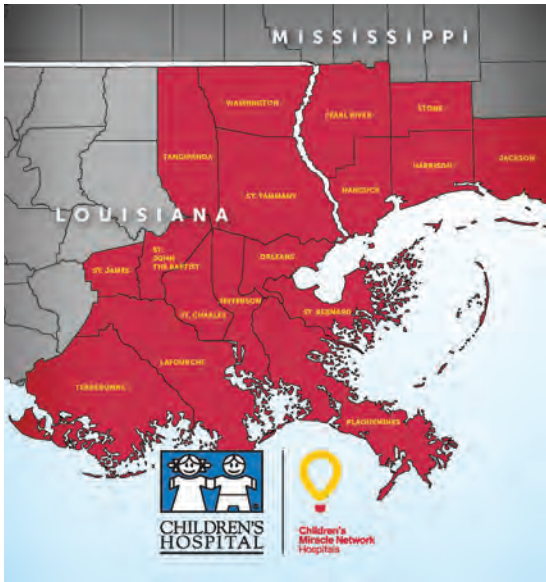 MISSISSIPPI
WASHINGTON
PEARL RIVER
STONE
TANGIPAHOA
HARRISON
JACKSON
HANCOCK
ST. TAMMANY
LOUISIANA
ST.
JOHN
THE BAPTIST
ORLEANS
ST. JAMES
JEFFERSON
ST. CHARLES
ST. BERNARD
LAFOURCHE
TERREBONNE
PLAQUEMINES
CHILDREN'S
HOSPITAL
Children's
Miracle Network
Hospitals